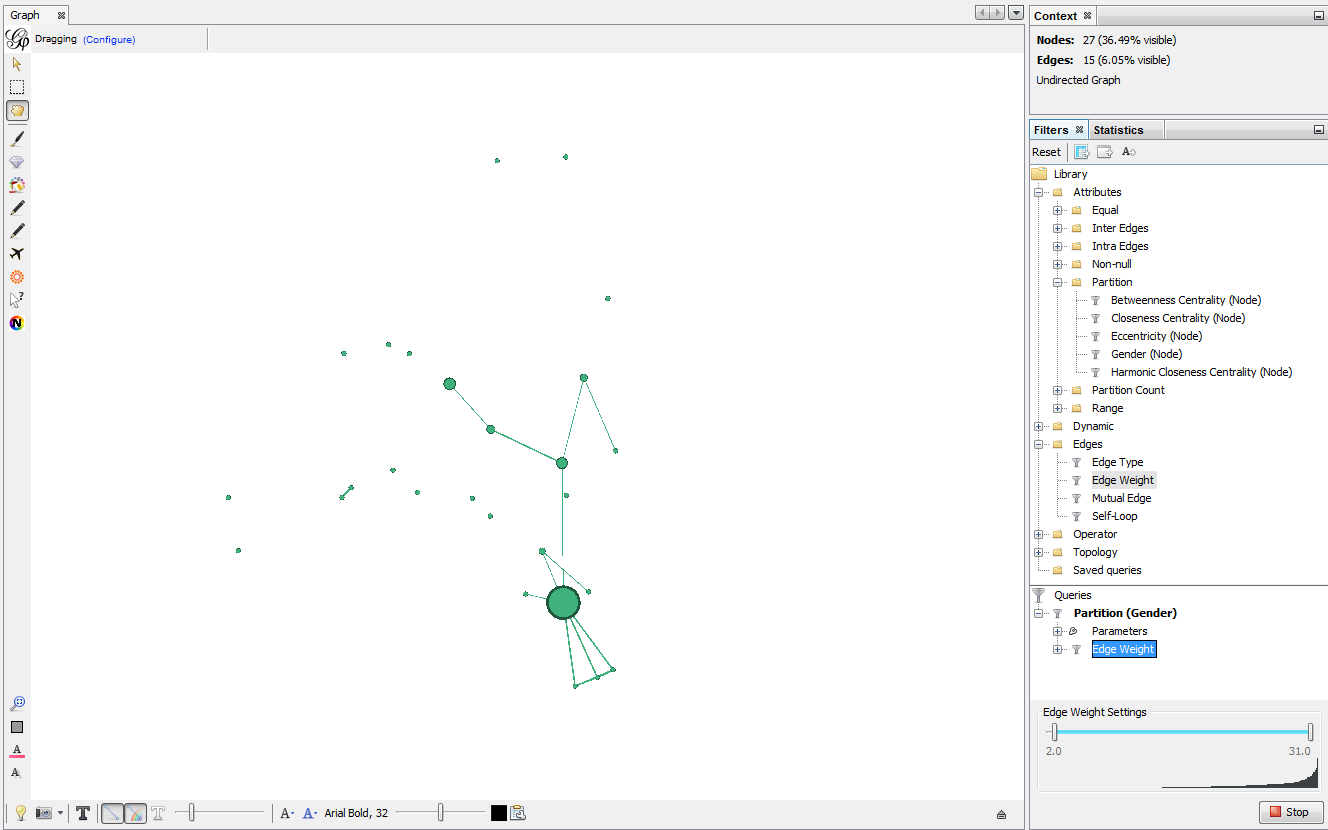 Graph
Dragging (Configure)
Context
Nodes: 27 (36.49% visible)
Edges: 15 (6.05% visible)
Undirected Graph
Filters Statistics
Reset
Library
Attributes
Equal
Inter Edges
Intra Edges
Non-null
Partition
Betweenness Centrality (Node)
Closeness Centrality (Node)
Eccentricity (Node)
Gender (Node)
Harmonic Closeness Centrality (Node)
Partition Count
Range
Dynamic
Edges
Edge Type
Edge Weight
Mutual Edge
Self-Loop
Operator
Topology
Saved queries
Queries
Partition (Gender)
Parameters
Edge Weight
Edge Weight Settings
2.0 31.0
Arial Bold, 32
Stop